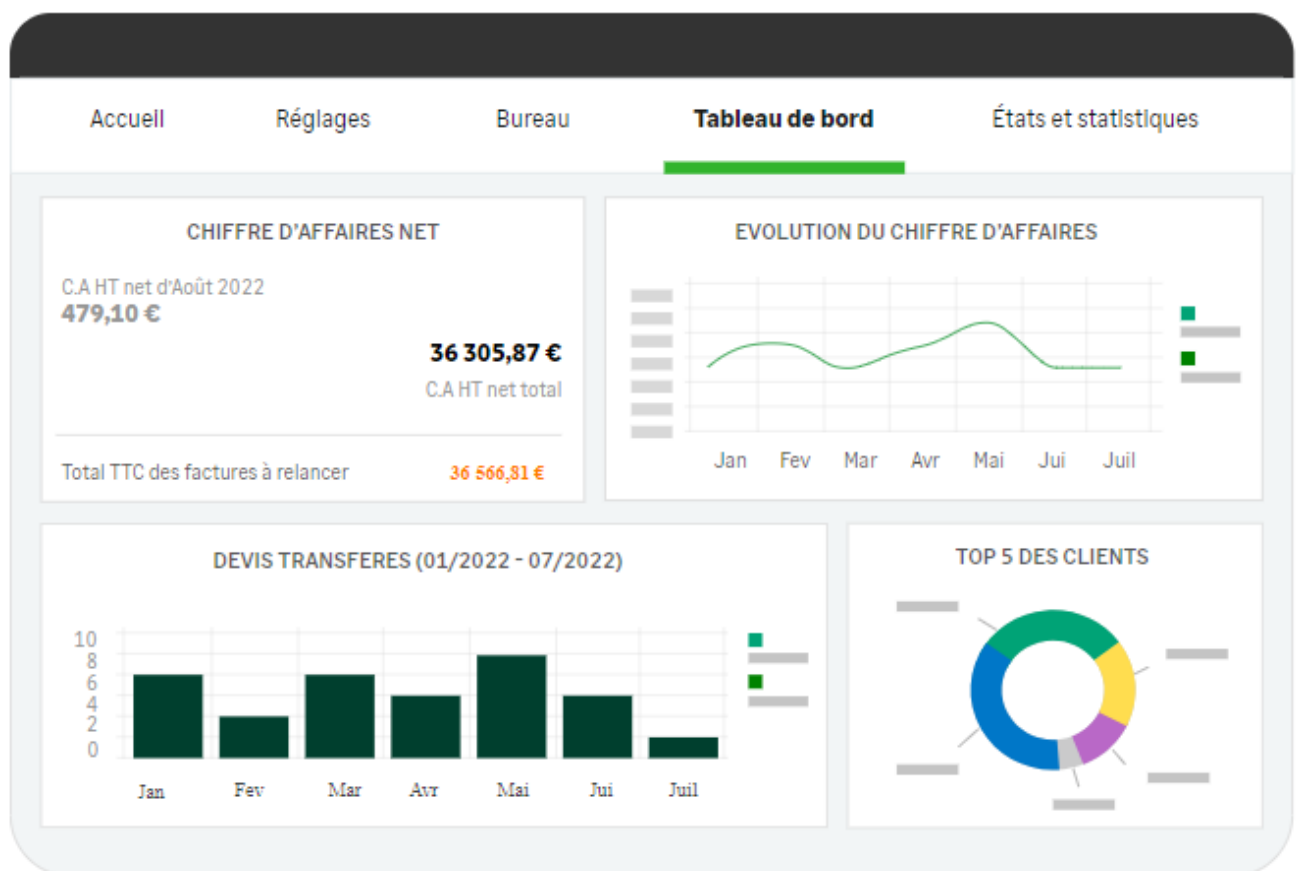 Accueil Réglages Bureau Tableau de bord États et statistiques
CHIFFRE D'AFFAIRES NET
C.A HT net d'Août 2022
479,10 €
36 305,87 €
C.A HT net total
Total TTC des factures à relancer 36 566,81 €
EVOLUTION DU CHIFFRE D'AFFAIRES
Jan Fev Mar Avr Mai Jui Juil
DEVIS TRANSFERES (01/2022 - 07/2022)
10
8
6
4
2
0
Jan Fev Mar Avr Mai Jui Juil
TOP 5 DES CLIENTS